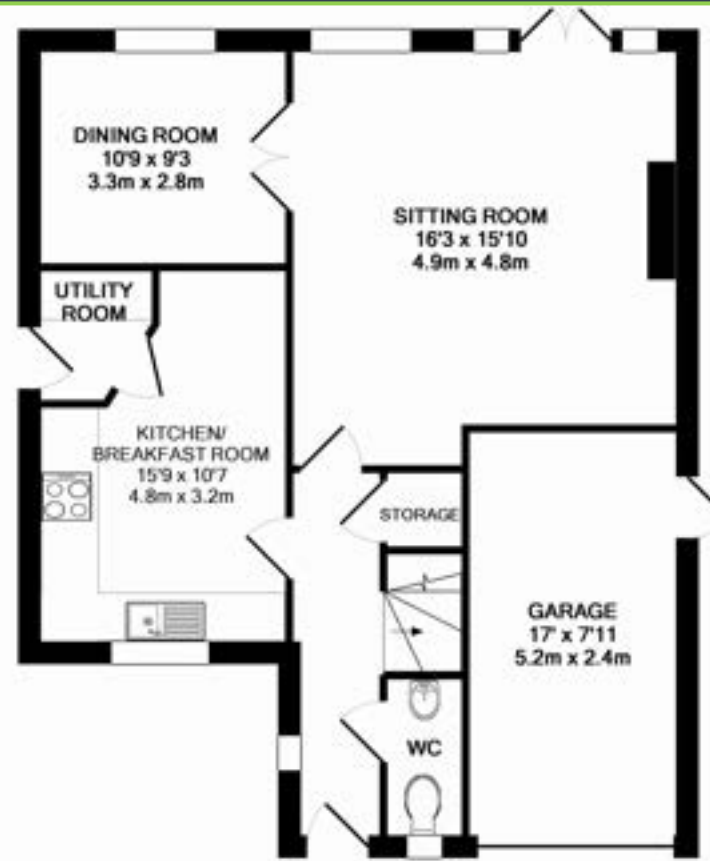 DINING ROOM
10'9 x 9'3
3.3m x 2.8m
SITTING ROOM
16'3 x 15'10
4.9m x 4.8m
UTILITY
ROOM
KITCHEN/
BREAKFAST ROOM
15'9 x 10'7
4.8m x 3.2m
STORAGE
GARAGE
17' x 7'11
5.2m x 2.4m
WC